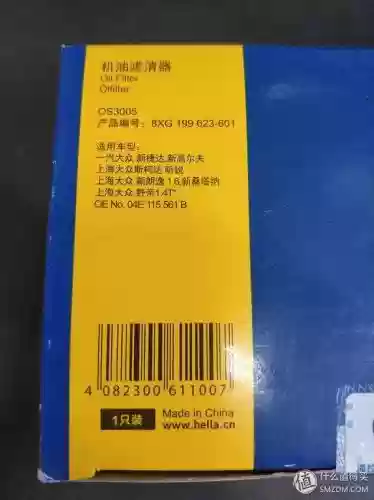 机油滤清器
Oil Filter
Ölfilter
OS3005
产品编号: 8XG 199 623-601
适用车型:
一汽大众.新捷达.新高尔夫
上海大众斯柯达.明锐
上海大众.新朗逸 1.6.新桑塔纳
上海大众.野帝1.4T"
OE No. 04E 115 561 B
4 082300 611007
1只装
Made in China
www.hella.cn
值 什么值得买
SMZDM.COM